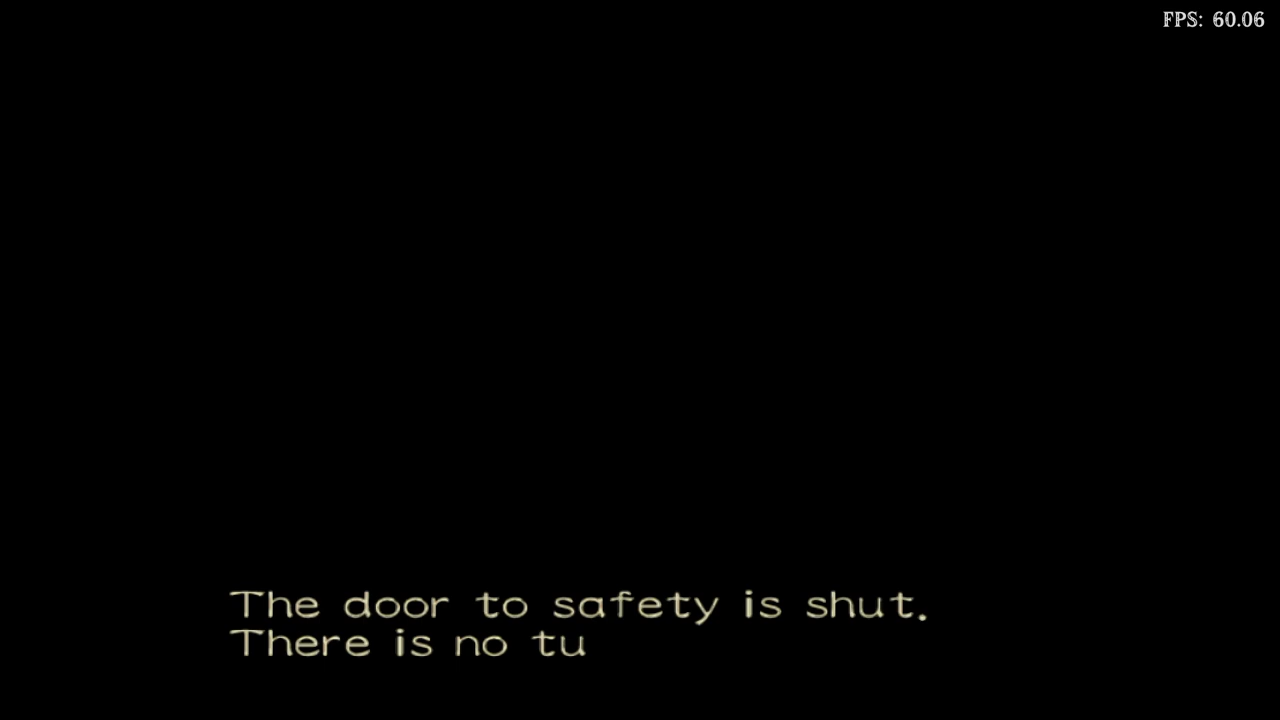 FPS: 60.06
The door to safety is shut.
There is no tu